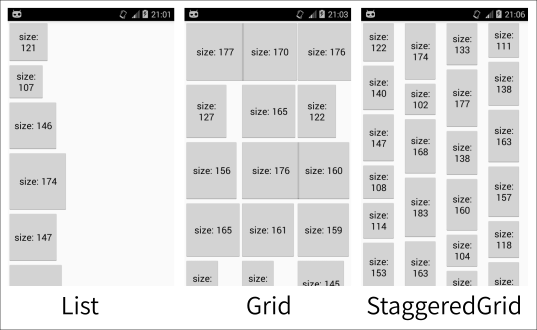 21:01
size:
121
size:
107
size: 146
size: 174
size: 147
List
21:03
size: 177 size: 170 size: 176
size:
127
size: 165
size:
122
size: 156 size: 176 size: 160
size: 165 size: 161 size: 159
size:
size:
size: 145
Grid
21:06
size:
122
size:
140
size:
147
size:
108
size:
114
size:
153
size:
174
size:
102
size:
168
size:
183
size:
163
size:
133
size:
177
size:
138
size:
160
size:
104
size:
size:
111
size:
138
size:
163
size:
157
size:
118
size:
StaggeredGrid